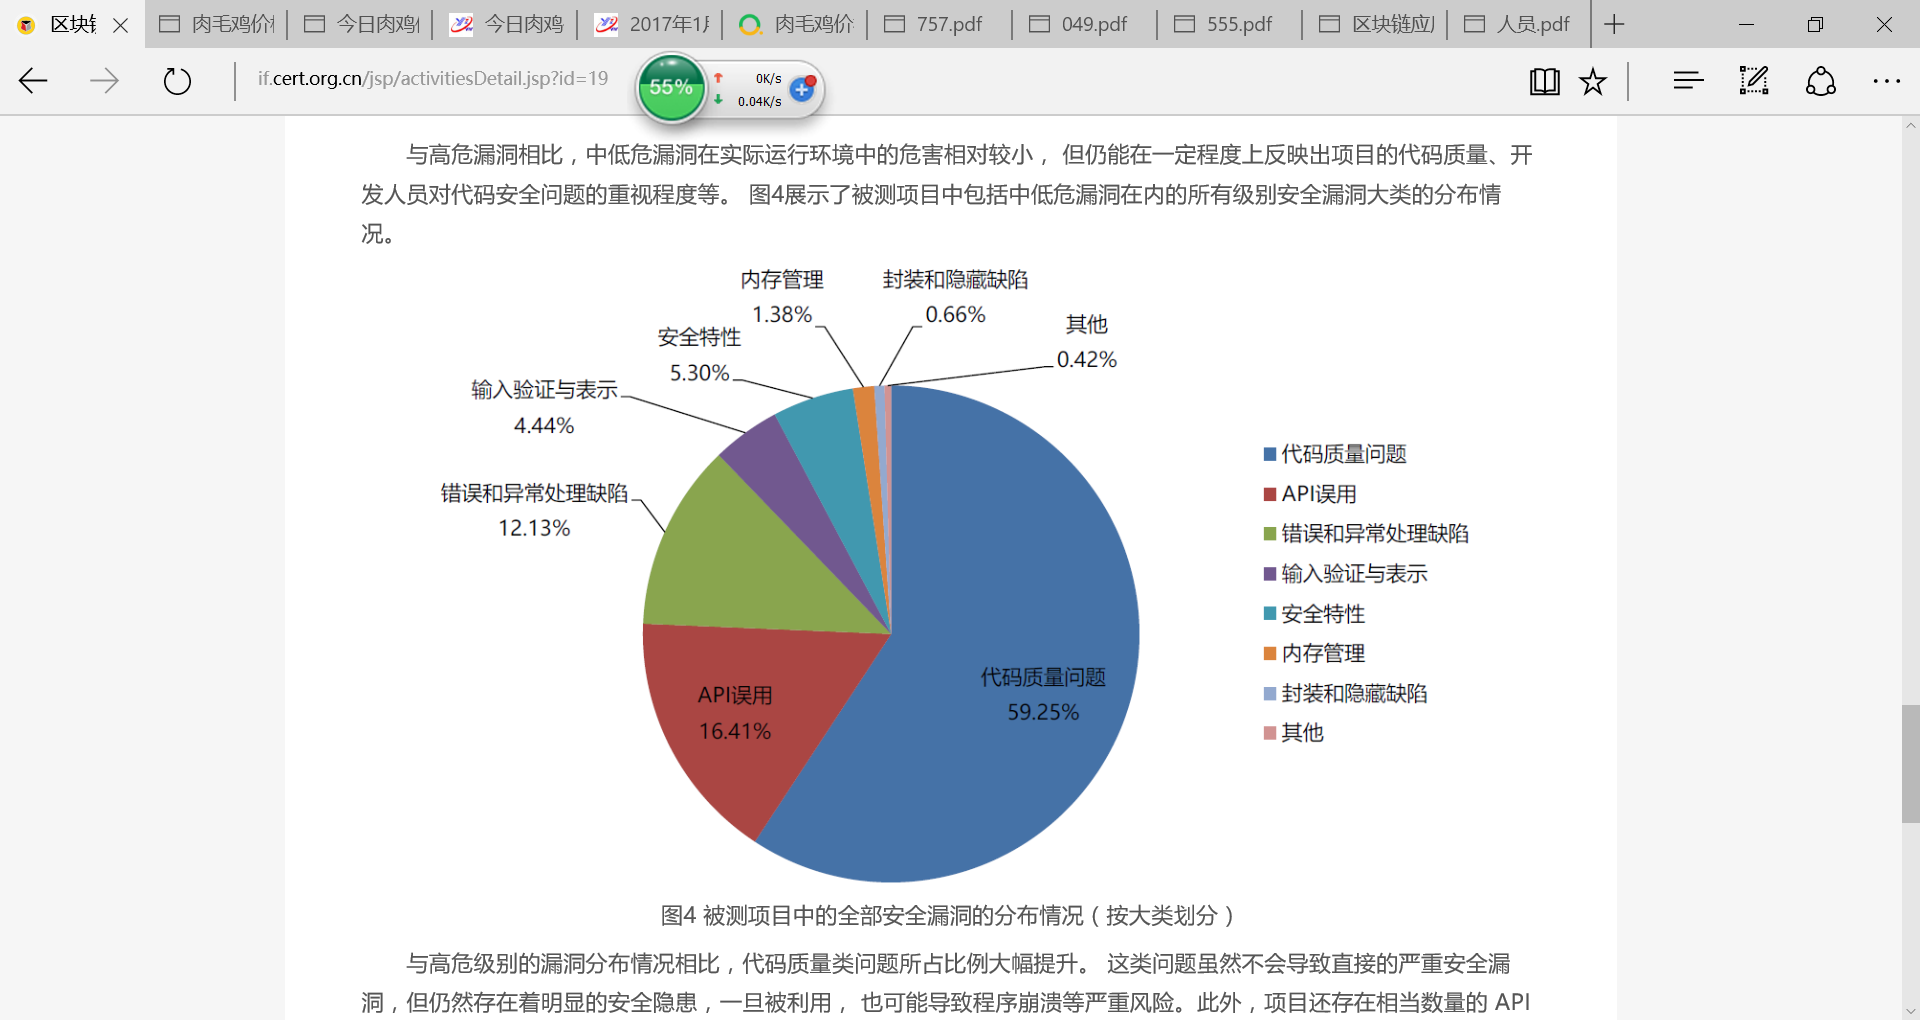 区块
肉毛鸡价
今日肉鸡
今日肉鸡
2017年1
肉毛鸡价
757.pdf
049.pdf
555.pdf
区块链应
人员.pdf
if.cert.org.cn/jsp/activitiesDetail.jsp?id=19
55%
0K/s
0.04K/s
与高危漏洞相比，中低危漏洞在实际运行环境中的危害相对较小， 但仍能在一定程度上反映出项目的代码质量、开
发人员对代码安全问题的重视程度等。 图4展示了被测项目中包括中低危漏洞在内的所有级别安全漏洞大类的分布情
况。
内存管理
1.38%
封装和隐藏缺陷
0.66%
其他
0.42%
安全特性
5.30%
输入验证与表示
4.44%
错误和异常处理缺陷
12.13%
API误用
16.41%
代码质量问题
59.25%
代码质量问题
API误用
错误和异常处理缺陷
输入验证与表示
安全特性
内存管理
封装和隐藏缺陷
其他
图4 被测项目中的全部安全漏洞的分布情况（按大类划分）
与高危级别的漏洞分布情况相比，代码质量类问题所占比例大幅提升。 这类问题虽然不会导致直接的严重安全漏
洞，但仍然存在着明显的安全隐患，一旦被利用， 也可能导致程序崩溃等严重风险。此外，项目还存在相当数量的 API